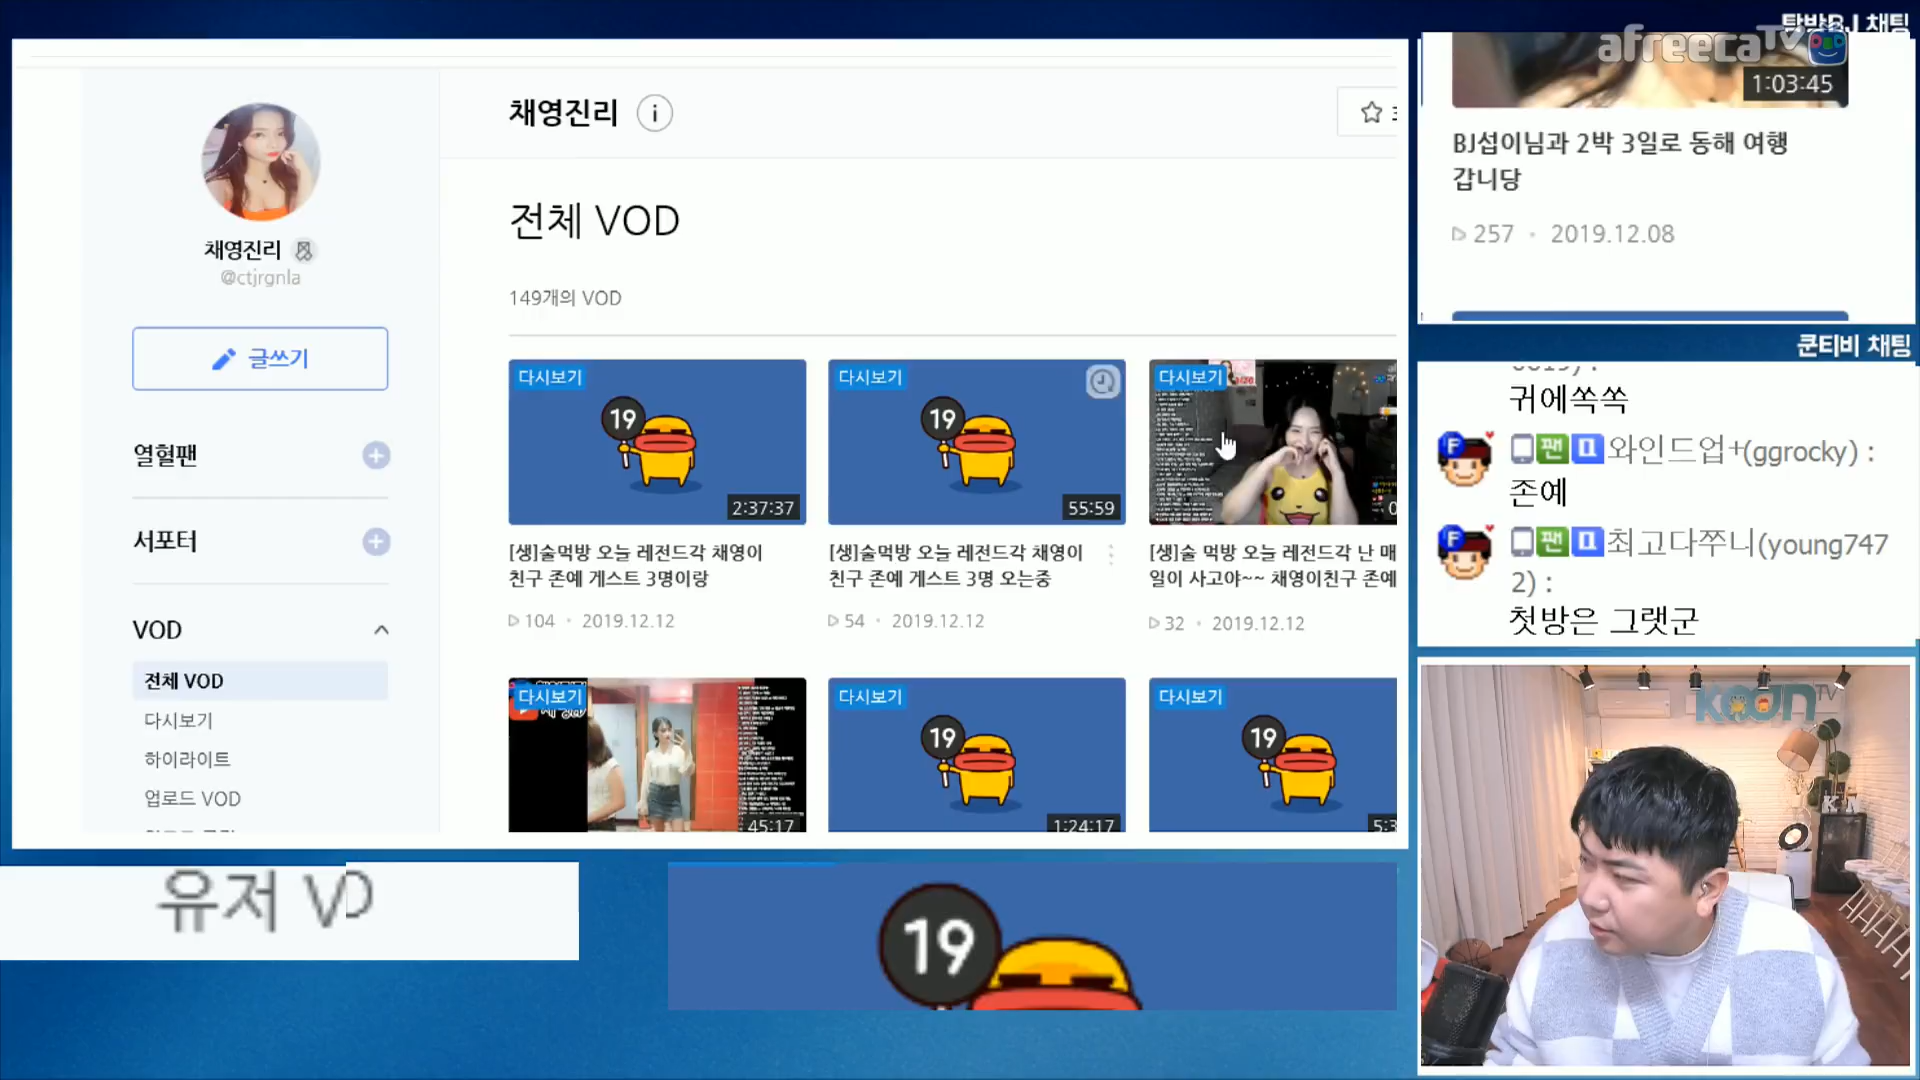 탐방BJ 채팅
afreecaTV
채영진리
전체 VOD
149개의 VOD
채영진리
@ctjrgnla
글쓰기
열혈팬
서포터
VOD
전체 VOD
다시보기
하이라이트
업로드 VOD
다시보기
19
2:37:37
[생]술먹방 오늘 레전드각 채영이
친구 존예 게스트 3명이랑
104 • 2019.12.12
다시보기
19
55:59
[생]술먹방 오늘 레전드각 채영이
친구 존예 게스트 3명 오는중
54 • 2019.12.12
다시보기
[생]술 먹방 오늘 레전드각 난 매
일이 사고야~~ 채영이친구 존예
32 • 2019.12.12
다시보기
45:17
다시보기
19
1:24:17
다시보기
19
5:3
1:03:45
BJ섭이님과 2박 3일로 동해 여행
갑니당
257 • 2019.12.08
쿤티비 채팅
귀에쏙쏙
팬 와인드업+(ggrocky) :
존예
팬 최고다쭈니(young747
2) :
첫방은 그랫군
KOON TV
유저 VO
19